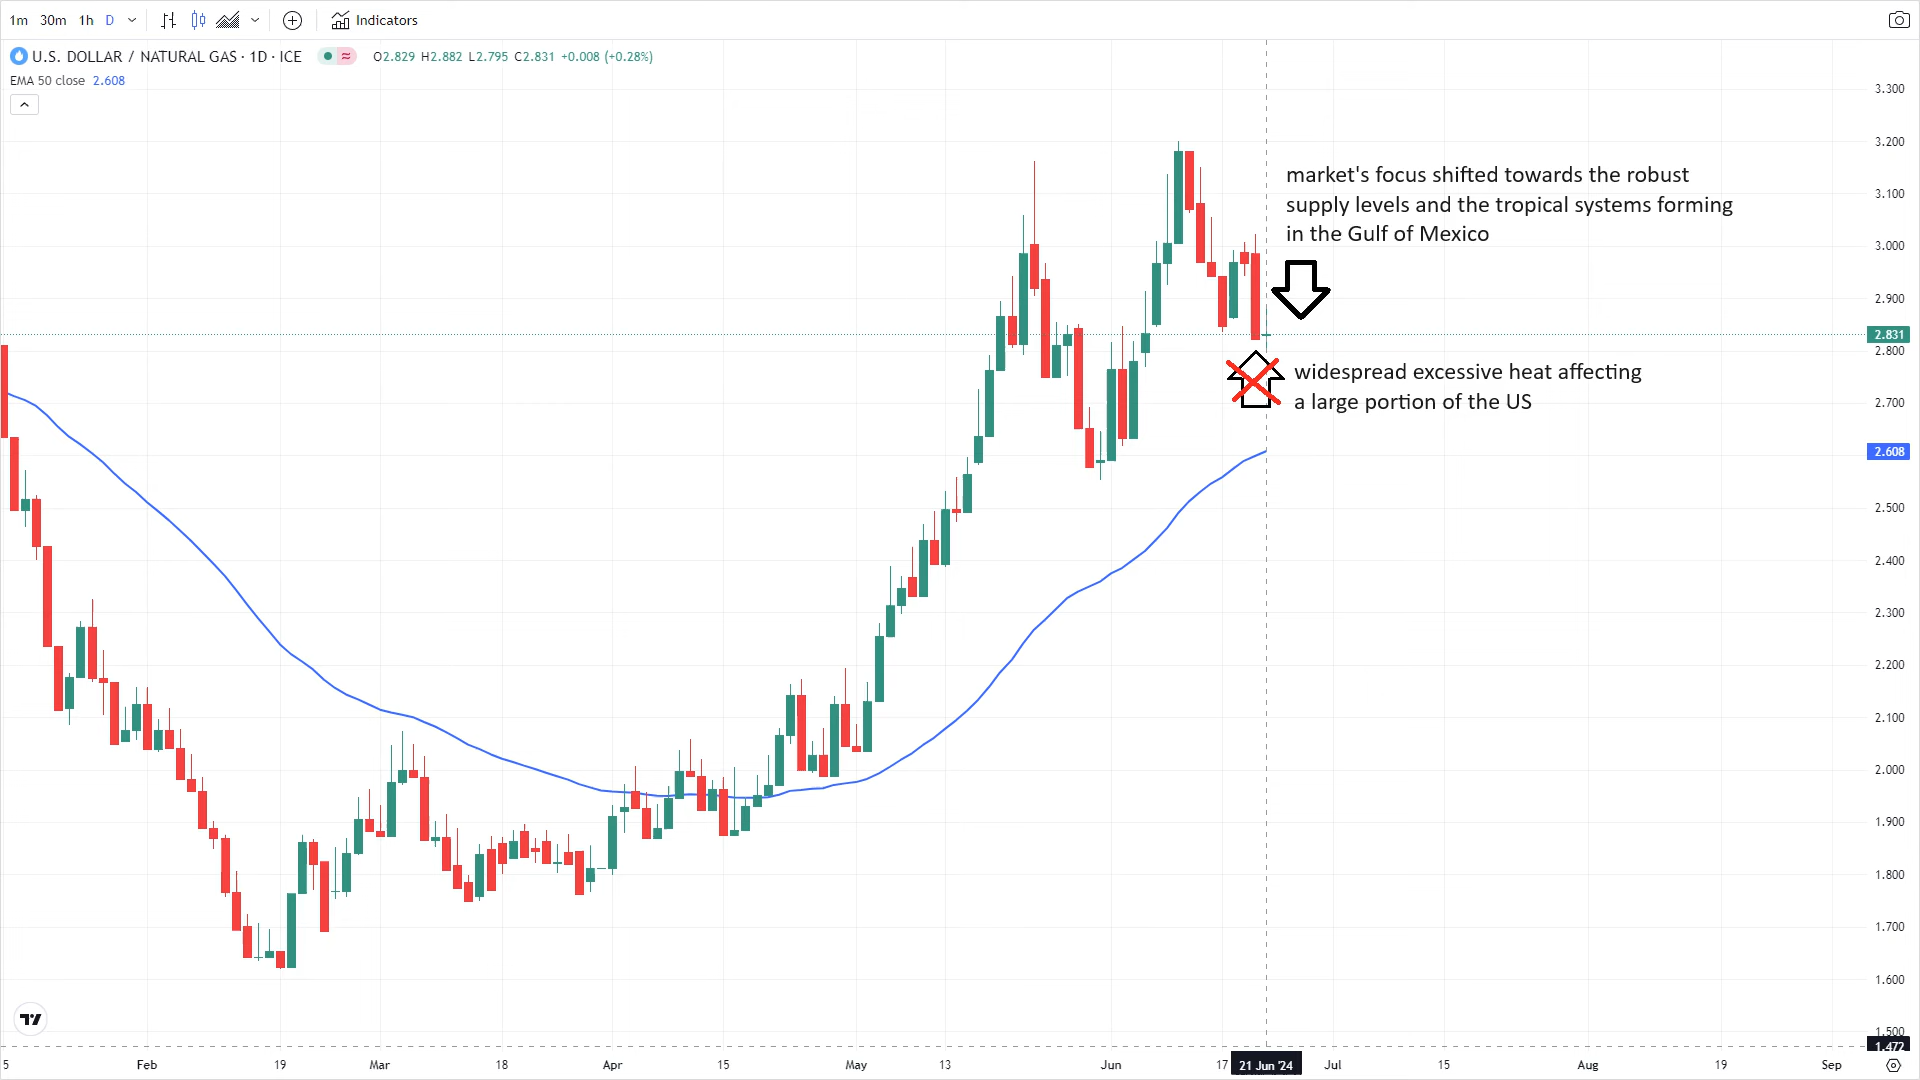 1m 30m 1h D Indicators
U.S. DOLLAR / NATURAL GAS · 1D · ICE O2.829 H2.882 L2.795 C2.831 +0.008 (+0.28%)
EMA 50 close 2.608
3.300
3.200
market's focus shifted towards the robust
supply levels and the tropical systems forming
in the Gulf of Mexico
3.100
3.000
2.900
2.831
2.800
widespread excessive heat affecting
a large portion of the US
2.700
2.608
2.500
2.400
2.300
2.200
2.100
2.000
1.900
1.800
1.700
1.600
1.500
1.472
5 Feb 19 Mar 18 Apr 15 May 13 Jun 17 21 Jun '24 Jul 15 Aug 19 Sep